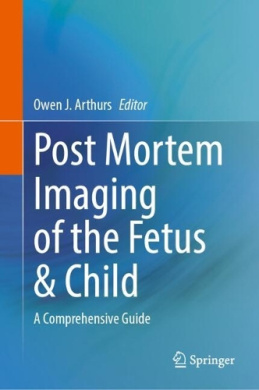 Owen J. Arthurs Editor
Post Mortem
Imaging
of the Fetus
& Child
A Comprehensive Guide
Springer